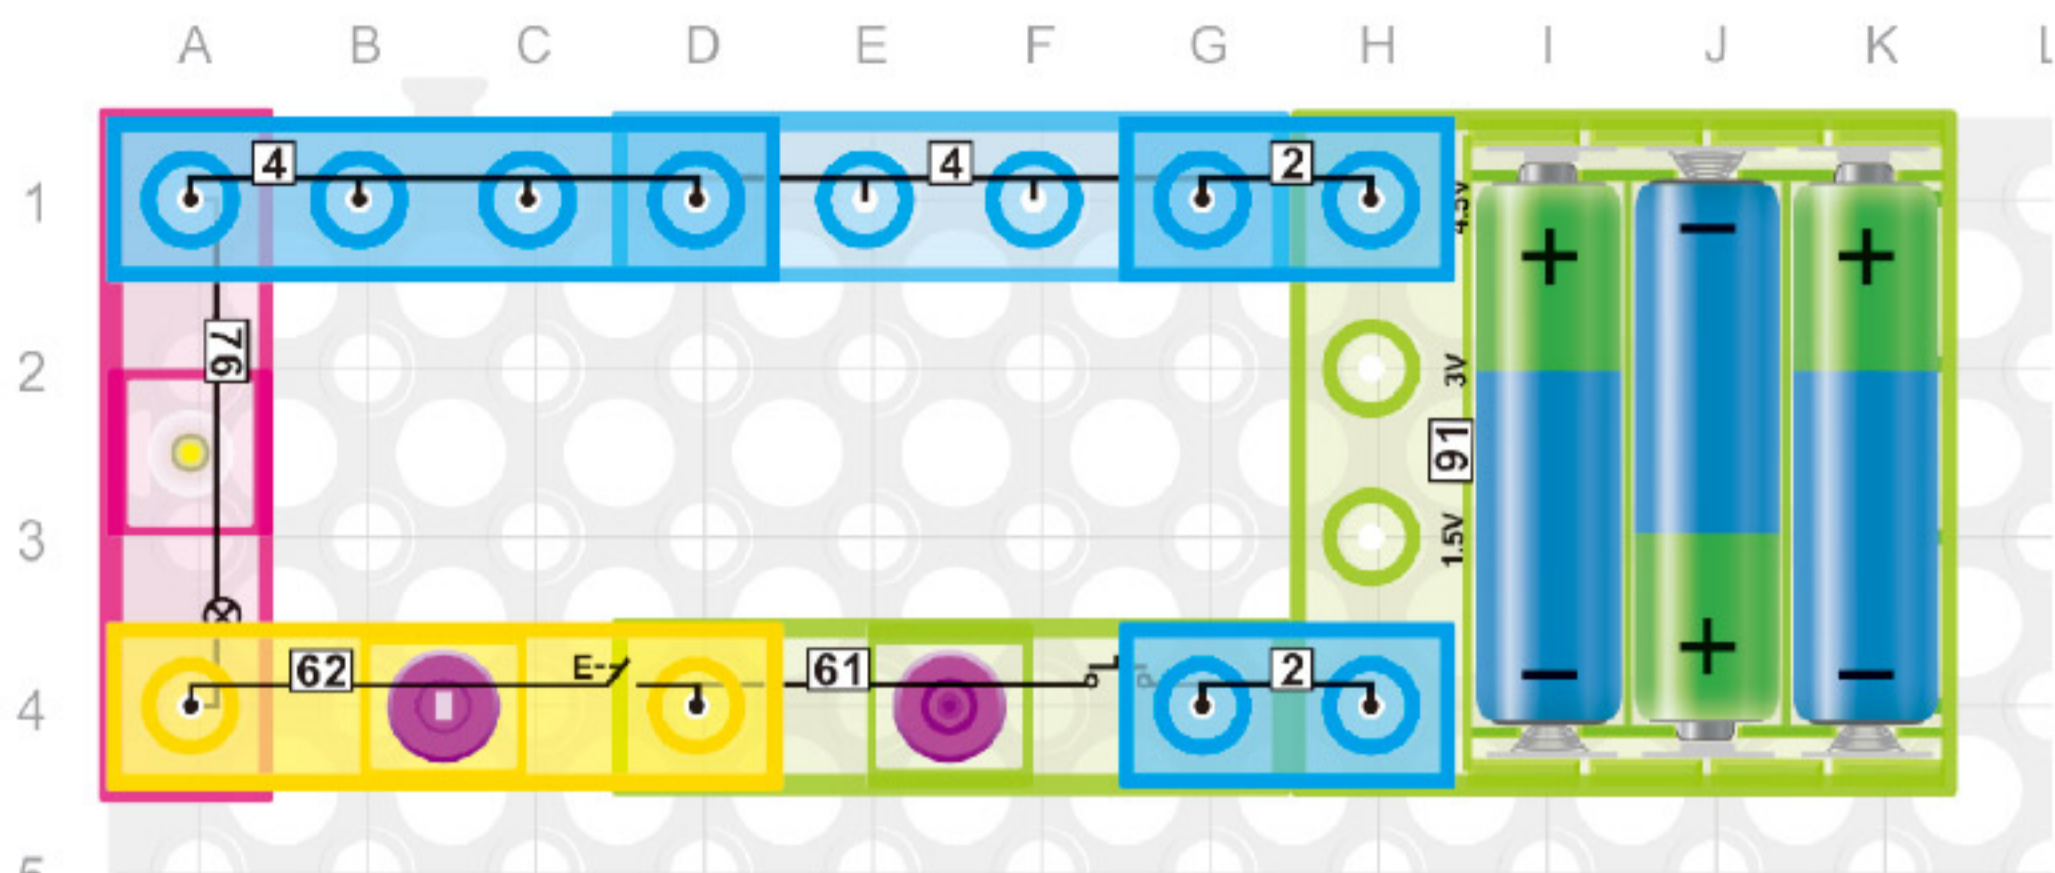 A B C D E F G H I J K L
4 4 2
1
4.5V
+ − +
76
2
3V
91
3
1.5V
62 E 61 2
− + −
4
5